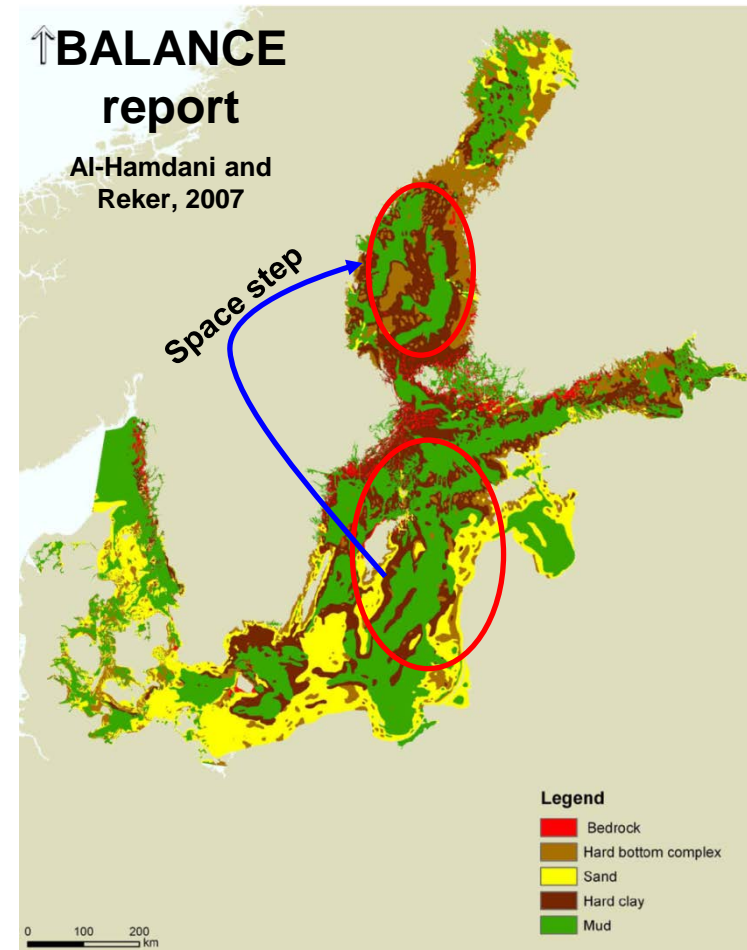 ⇑BALANCE
report
Al-Hamdani and
Reker, 2007
Space step
Legend
Bedrock
Hard bottom complex
Sand
Hard clay
Mud
0 100 200
km